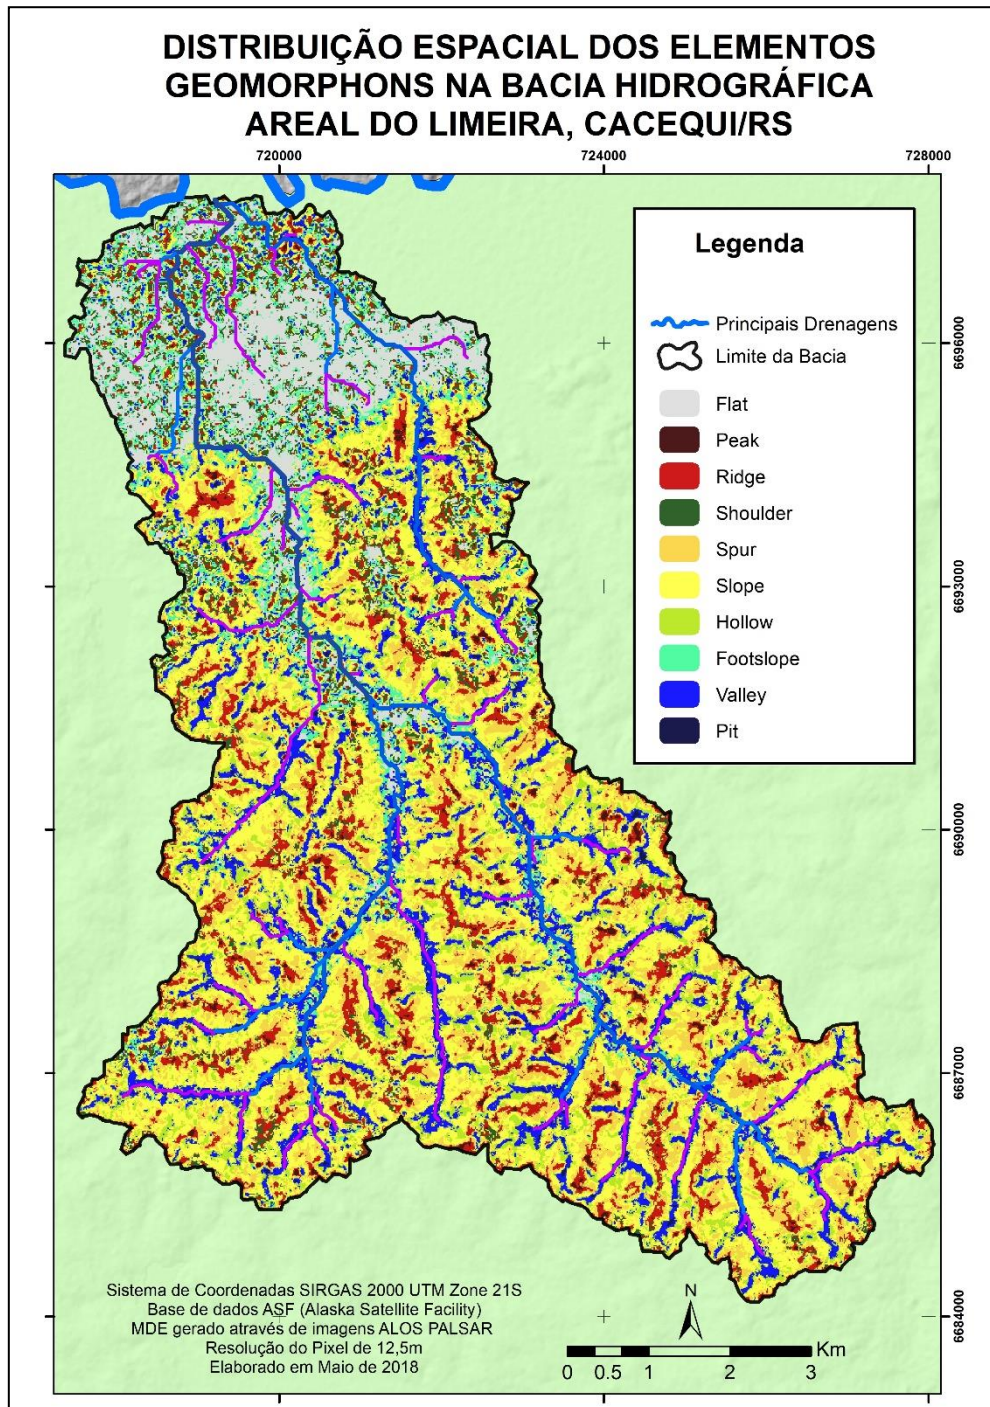 DISTRIBUIÇÃO ESPACIAL DOS ELEMENTOS
GEOMORPHONS NA BACIA HIDROGRÁFICA
AREAL DO LIMEIRA, CACEQUI/RS
720000
724000
728000
Legenda
Principais Drenagens
Limite da Bacia
Flat
Peak
Ridge
Shoulder
Spur
Slope
Hollow
Footslope
Valley
Pit
6696000
6693000
6690000
6687000
6684000
Sistema de Coordenadas SIRGAS 2000 UTM Zone 21S
Base de dados ASF (Alaska Satellite Facility)
MDE gerado através de imagens ALOS PALSAR
Resolução do Pixel de 12,5m
Elaborado em Maio de 2018
N
Km
0 0.5 1 2 3